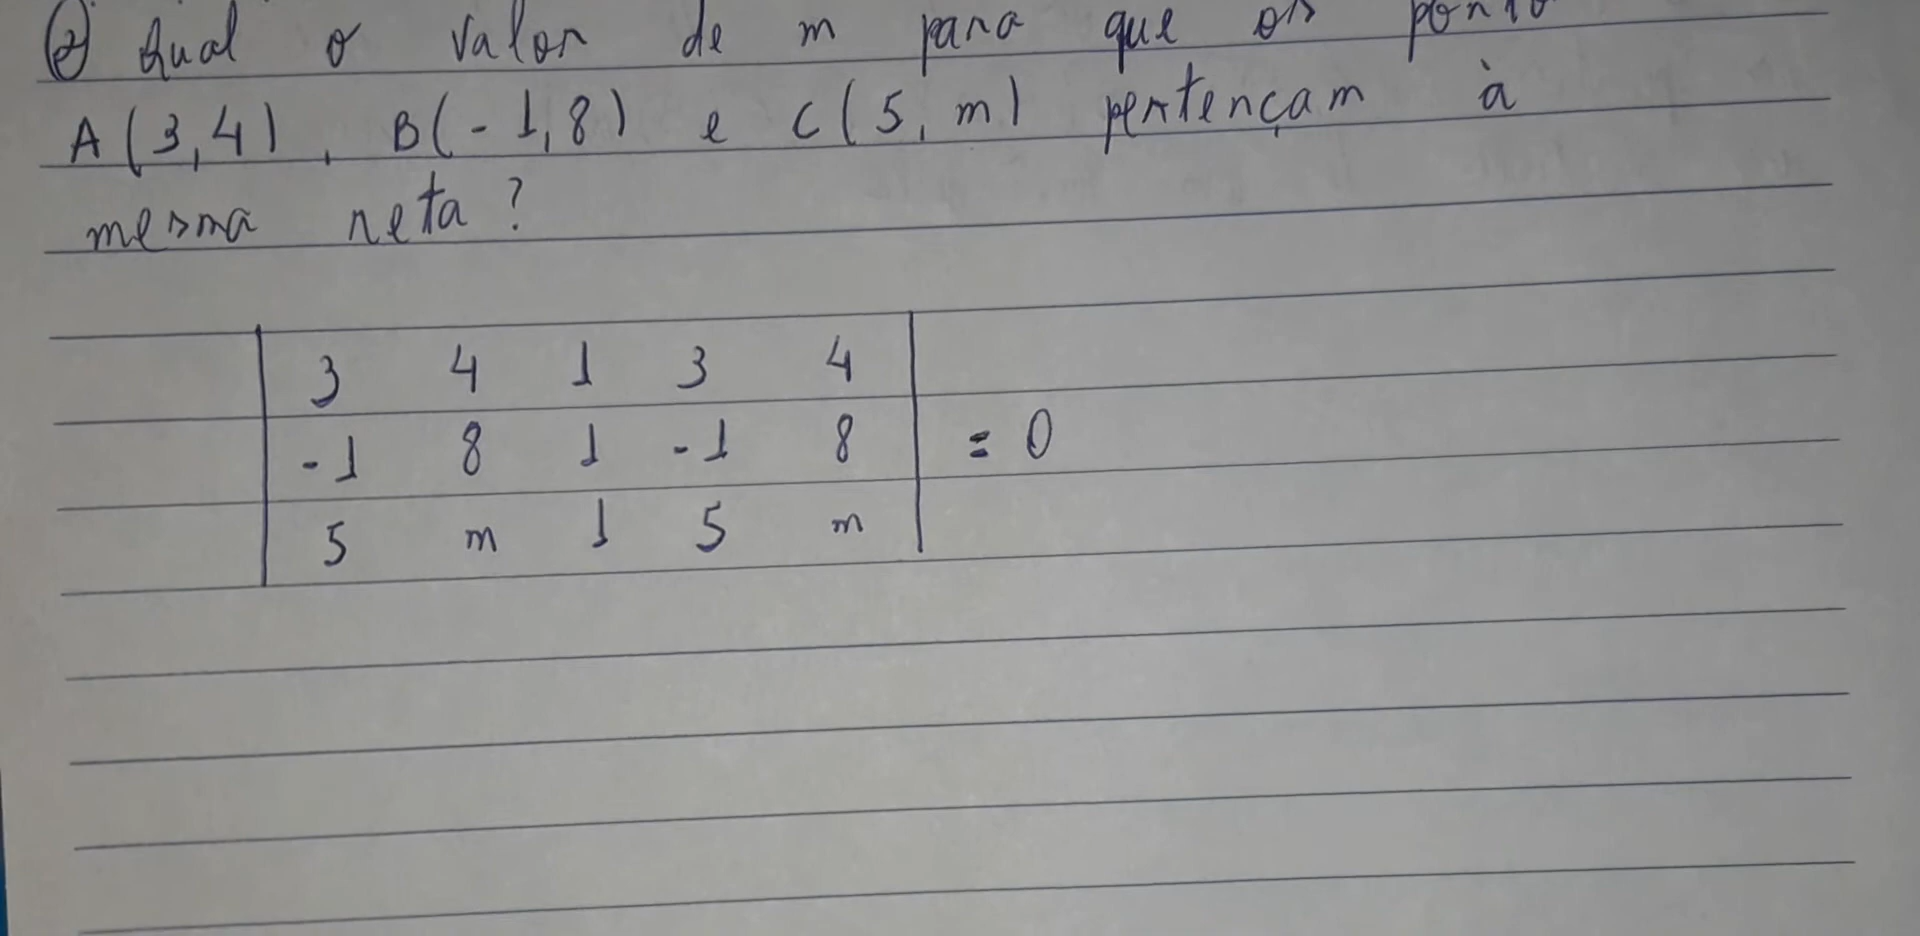 2) Qual o valor de m para que os ponto
A(3,4), B(-1,8) e C(5,m) pertençam à
mesma reta?
3 4 1 3 4
-1 8 1 -1 8 = 0
5 m 1 5 m